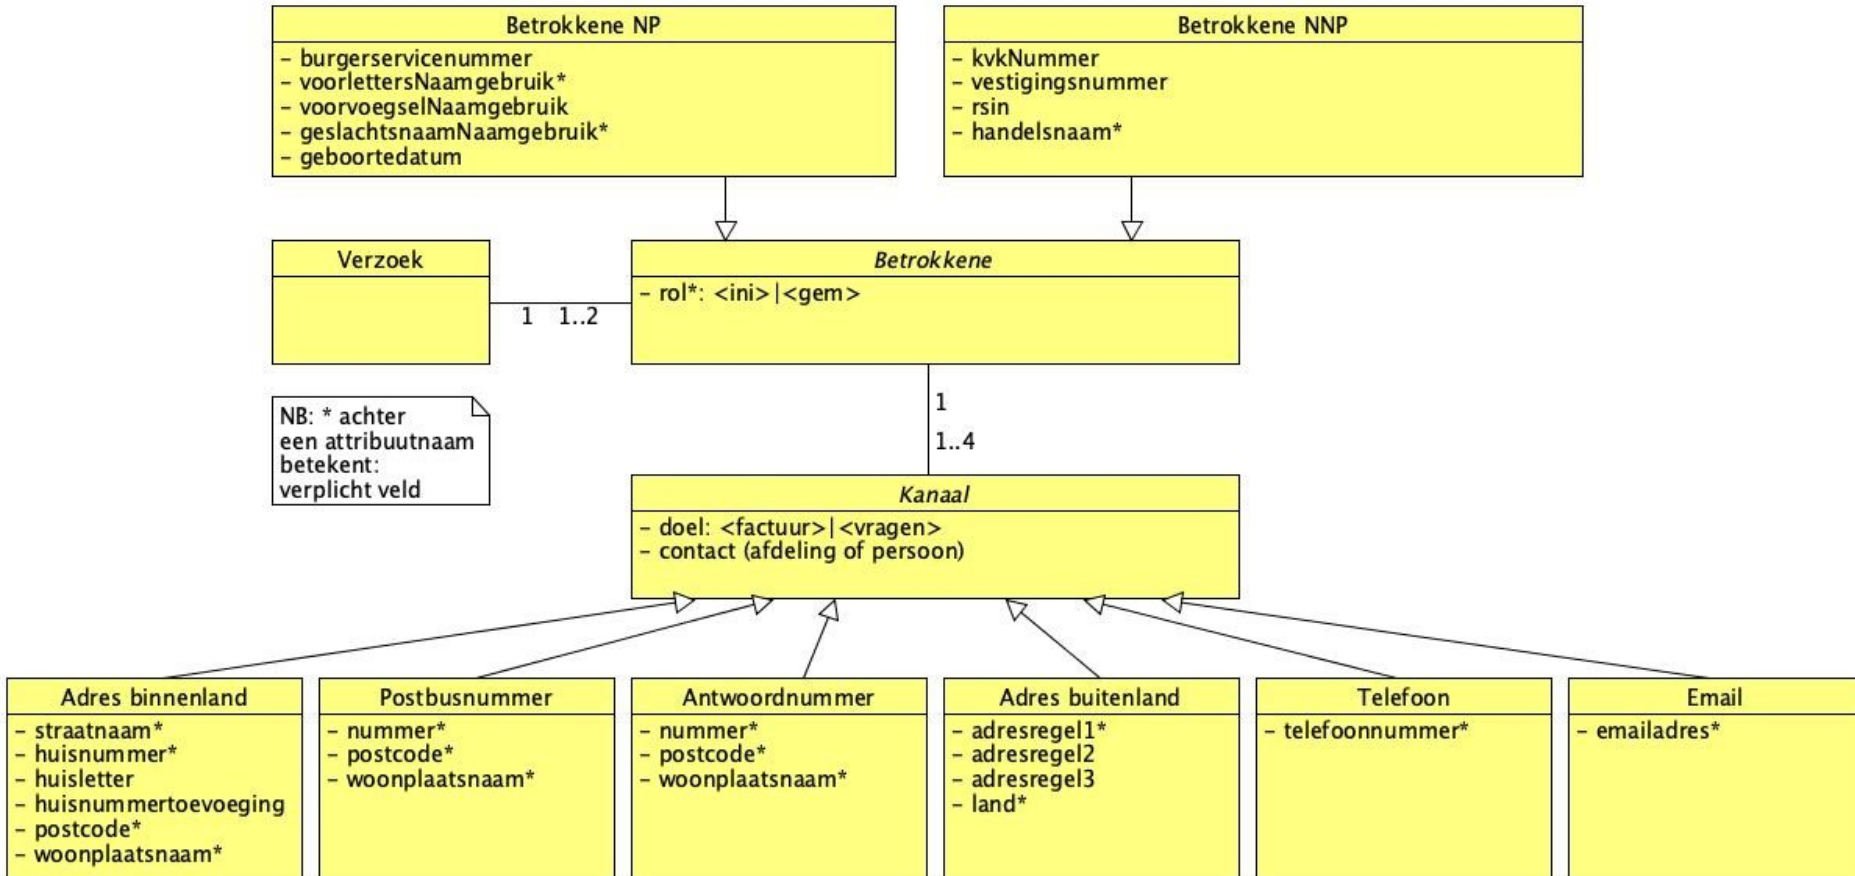 Betrokkene NP
- burgerservicenummer
- voorlettersNaamgebruik*
- voorvoegselNaamgebruik
- geslachtsnaamNaamgebruik*
- geboortedatum
Betrokkene NNP
- kvkNummer
- vestigingsnummer
- rsin
- handelsnaam*
Verzoek
1 1..2
Betrokkene
- rol*: <ini>|<gem>
NB: * achter
een attribuutnaam
betekent:
verplicht veld
1
1..4
Kanaal
- doel: <factuur>|<vragen>
- contact (afdeling of persoon)
Adres binnenland
- straatnaam*
- huisnummer*
- huisletter
- huisnummertoevoeging
- postcode*
- woonplaatsnaam*
Postbusnummer
- nummer*
- postcode*
- woonplaatsnaam*
Antwoordnummer
- nummer*
- postcode*
- woonplaatsnaam*
Adres buitenland
- adresregel1*
- adresregel2
- adresregel3
- land*
Telefoon
- telefoonnummer*
Email
- emailadres*